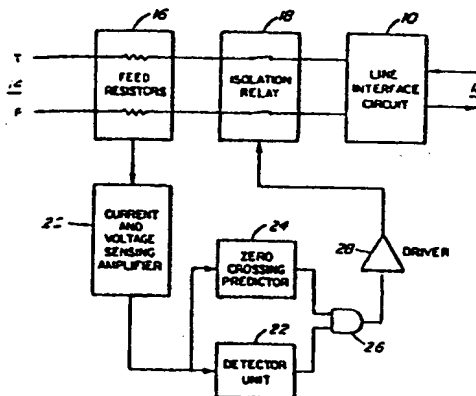 16
18
10
T
FEED
RESISTORS
ISOLATION
RELAY
LINE
INTERFACE
CIRCUIT
CURRENT
AND
VOLTAGE
SENSING
AMPLIFIER
24
ZERO
CROSSING
PREDICTOR
28
DRIVER
26
22
DETECTOR
UNIT